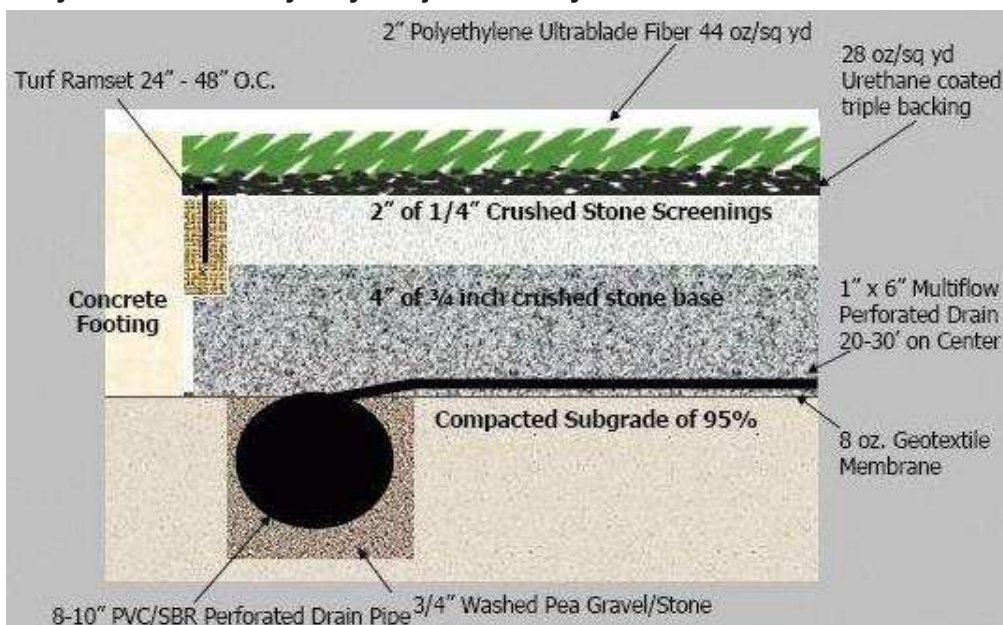 2" Polyethylene Ultrablade Fiber 44 oz/sq yd
Turf Ramset 24" - 48" O.C.
28 oz/sq yd
Urethane coated
triple backing
2" of 1/4" Crushed Stone Screenings
4" of ¾ inch crushed stone base
Concrete
Footing
1" x 6" Multiflow
Perforated Drain
20-30' on Center
Compacted Subgrade of 95%
8 oz. Geotextile
Membrane
8-10" PVC/SBR Perforated Drain Pipe
3/4" Washed Pea Gravel/Stone